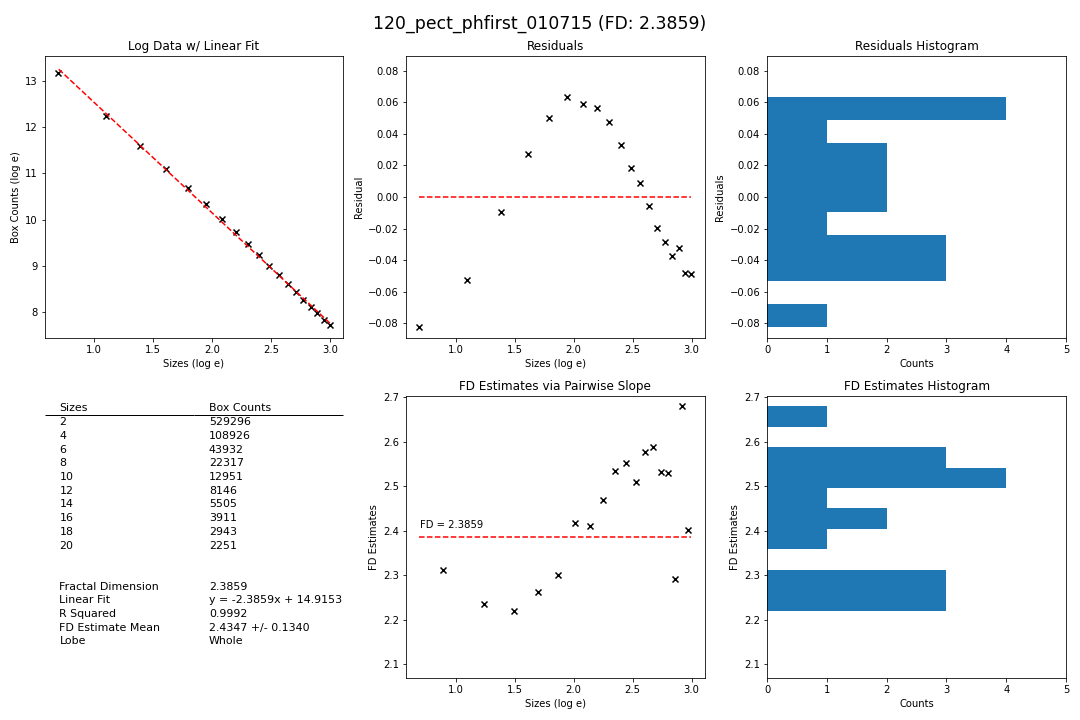 120_pect_phfirst_010715 (FD: 2.3859)
Log Data w/ Linear Fit
Box Counts (log e)
13
12
11
10
9
8
1.0 1.5 2.0 2.5 3.0
Sizes (log e)
Residuals
Residual
0.08
0.06
0.04
0.02
0.00
−0.02
−0.04
−0.06
−0.08
1.0 1.5 2.0 2.5 3.0
Sizes (log e)
Residuals Histogram
Residuals
0.08
0.06
0.04
0.02
0.00
−0.02
−0.04
−0.06
−0.08
0 1 2 3 4 5
Counts
Sizes Box Counts
2 529296
4 108926
6 43932
8 22317
10 12951
12 8146
14 5505
16 3911
18 2943
20 2251
Fractal Dimension 2.3859
Linear Fit y = -2.3859x + 14.9153
R Squared 0.9992
FD Estimate Mean 2.4347 +/- 0.1340
Lobe Whole
FD Estimates via Pairwise Slope
FD Estimates
2.7
2.6
2.5
2.4
2.3
2.2
2.1
FD = 2.3859
1.0 1.5 2.0 2.5 3.0
Sizes (log e)
FD Estimates Histogram
FD Estimates
2.7
2.6
2.5
2.4
2.3
2.2
2.1
0 1 2 3 4 5
Counts